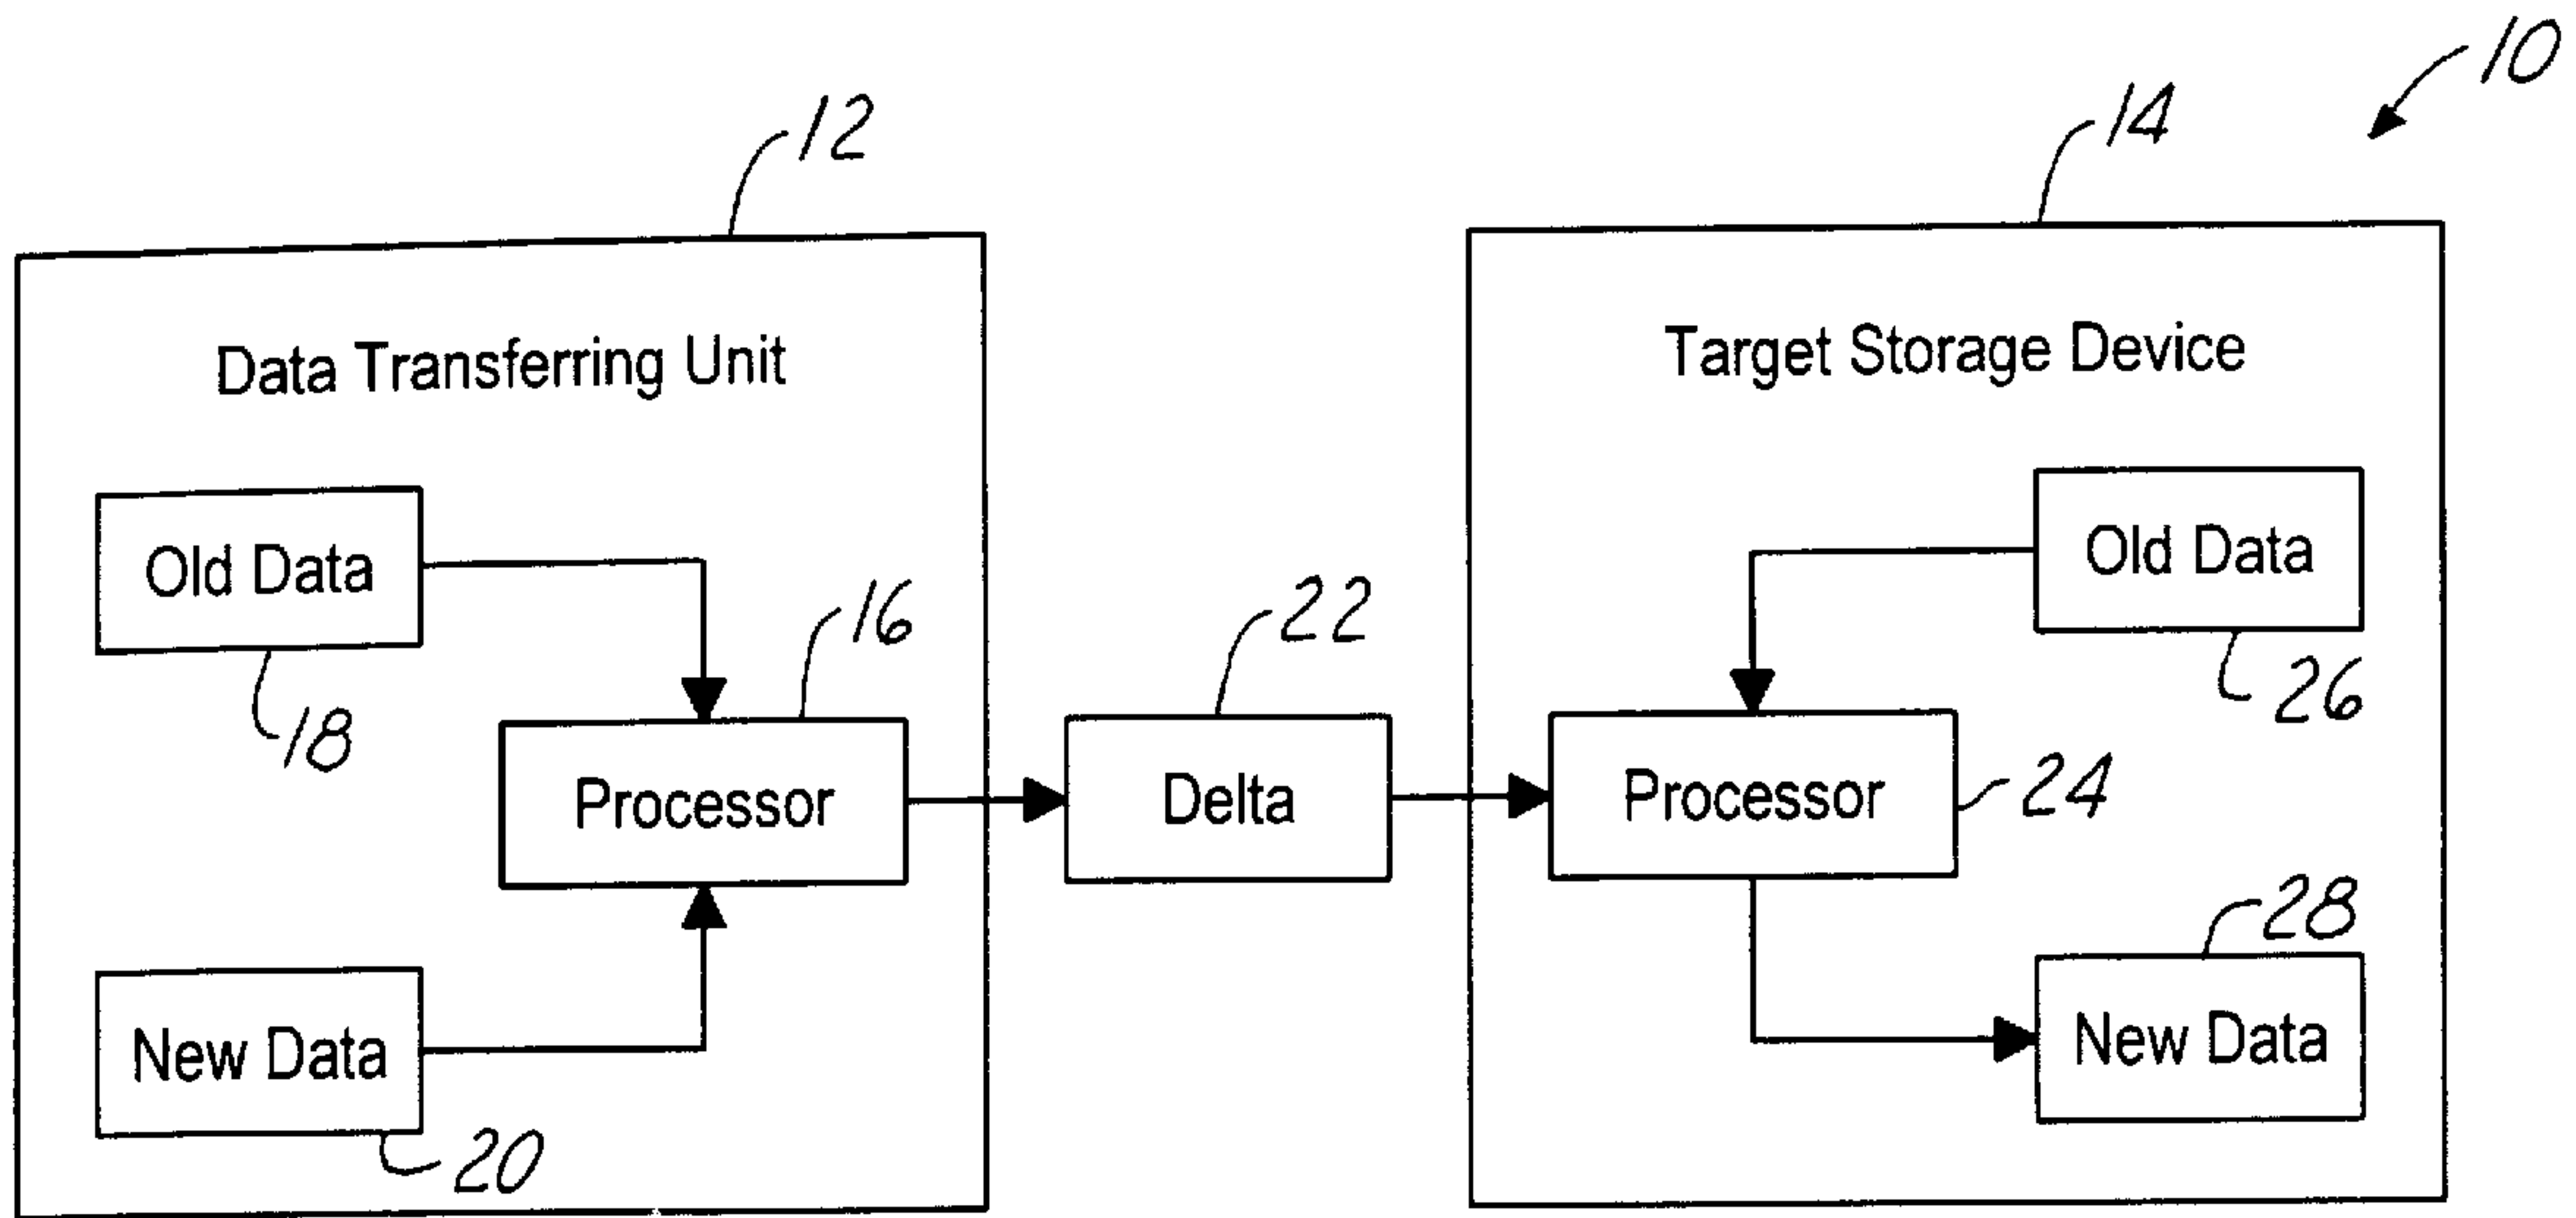 10
12
14
Data Transferring Unit
Target Storage Device
Old Data
Old Data
16
22
18
26
Processor
Delta
Processor
24
28
New Data
New Data
20